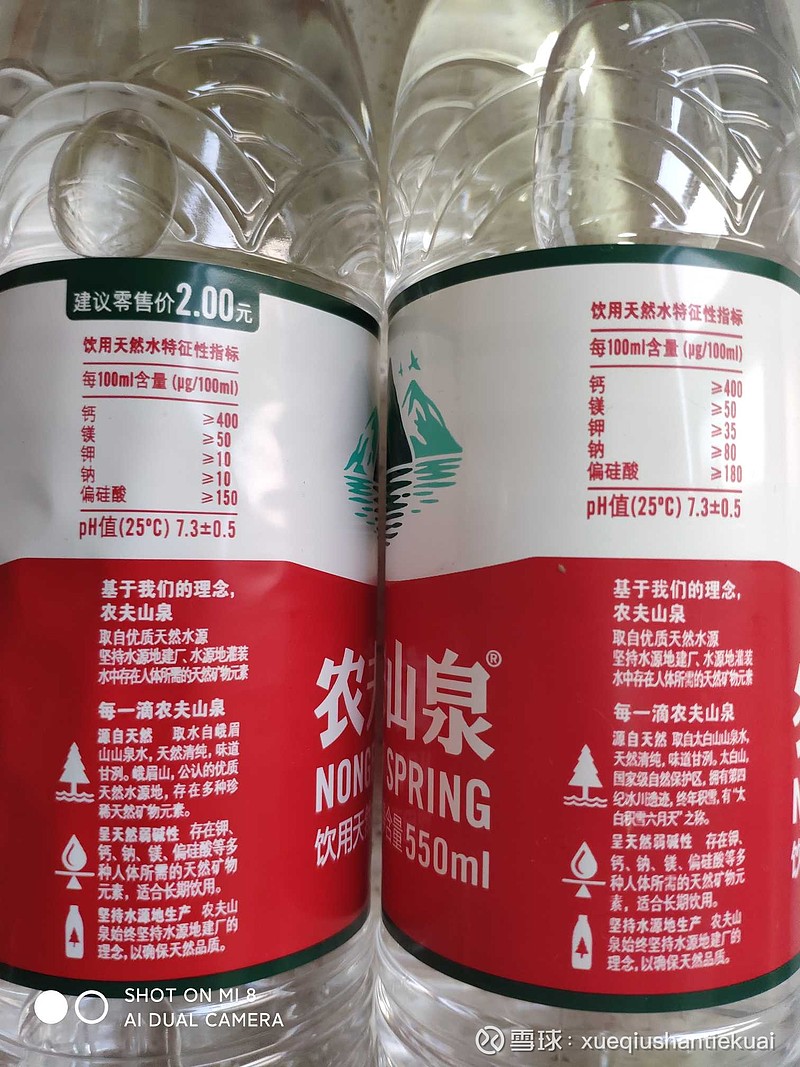 建议零售价2.00元
饮用天然水特征性指标
每100ml含量 (μg/100ml)
钙 ≥400
镁 ≥50
钾 ≥10
钠 ≥10
偏硅酸 ≥150
pH值(25℃) 7.3±0.5
基于我们的理念,
农夫山泉
取自优质天然水源
坚持水源地建厂、水源地灌装
水中存在人体所需的天然矿物元素
每一滴农夫山泉
源自天然 取水自峨眉
山山泉水, 天然清纯, 味道
甘洌。峨眉山, 公认的优质
天然水源地, 存在多种珍
稀天然矿物元素。
呈天然弱碱性 存在钾、
钙、钠、镁、偏硅酸等多
种人体所需的天然矿物
元素, 适合长期饮用。
坚持水源地生产 农夫山
泉始终坚持水源地建厂的
理念, 以确保天然品质。
农夫
NONG
饮用天
山泉®
SPRING
含量550ml
饮用天然水特征性指标
每100ml含量 (μg/100ml)
钙 ≥400
镁 ≥50
钾 ≥35
钠 ≥80
偏硅酸 ≥180
pH值(25℃) 7.3±0.5
基于我们的理念,
农夫山泉
取自优质天然水源
坚持水源地建厂、水源地灌装
水中存在人体所需的天然矿物元素
每一滴农夫山泉
源自天然 取自太白山山泉水,
天然清纯, 味道甘洌。太白山,
国家级自然保护区, 拥有第四
纪冰川遗迹, 终年积雪, 有“太
白积雪六月天”之称。
呈天然弱碱性 存在钾、
钙、钠、镁、偏硅酸等多
种人体所需的天然矿物元
素, 适合长期饮用。
坚持水源地生产 农夫山
泉始终坚持水源地建厂的
理念, 以确保天然品质。
SHOT ON MI 8
AI DUAL CAMERA
雪球: xueqiushantiekuai